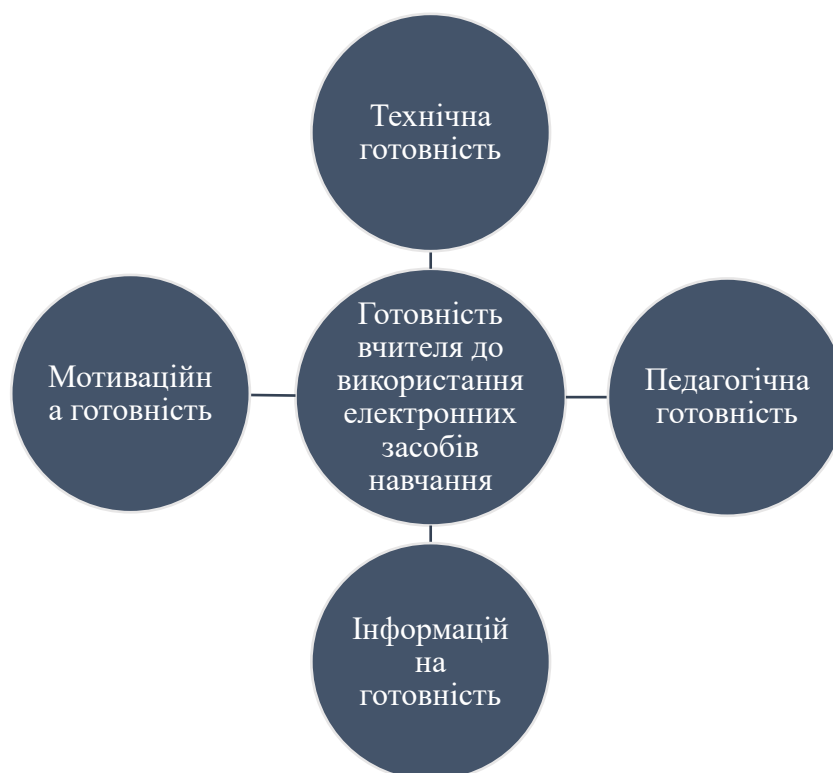 Технічна
готовність
Мотиваційн
а готовність
Готовність
вчителя до
використання
електронних
засобів
навчання
Педагогічна
готовність
Інформацій
на
готовність